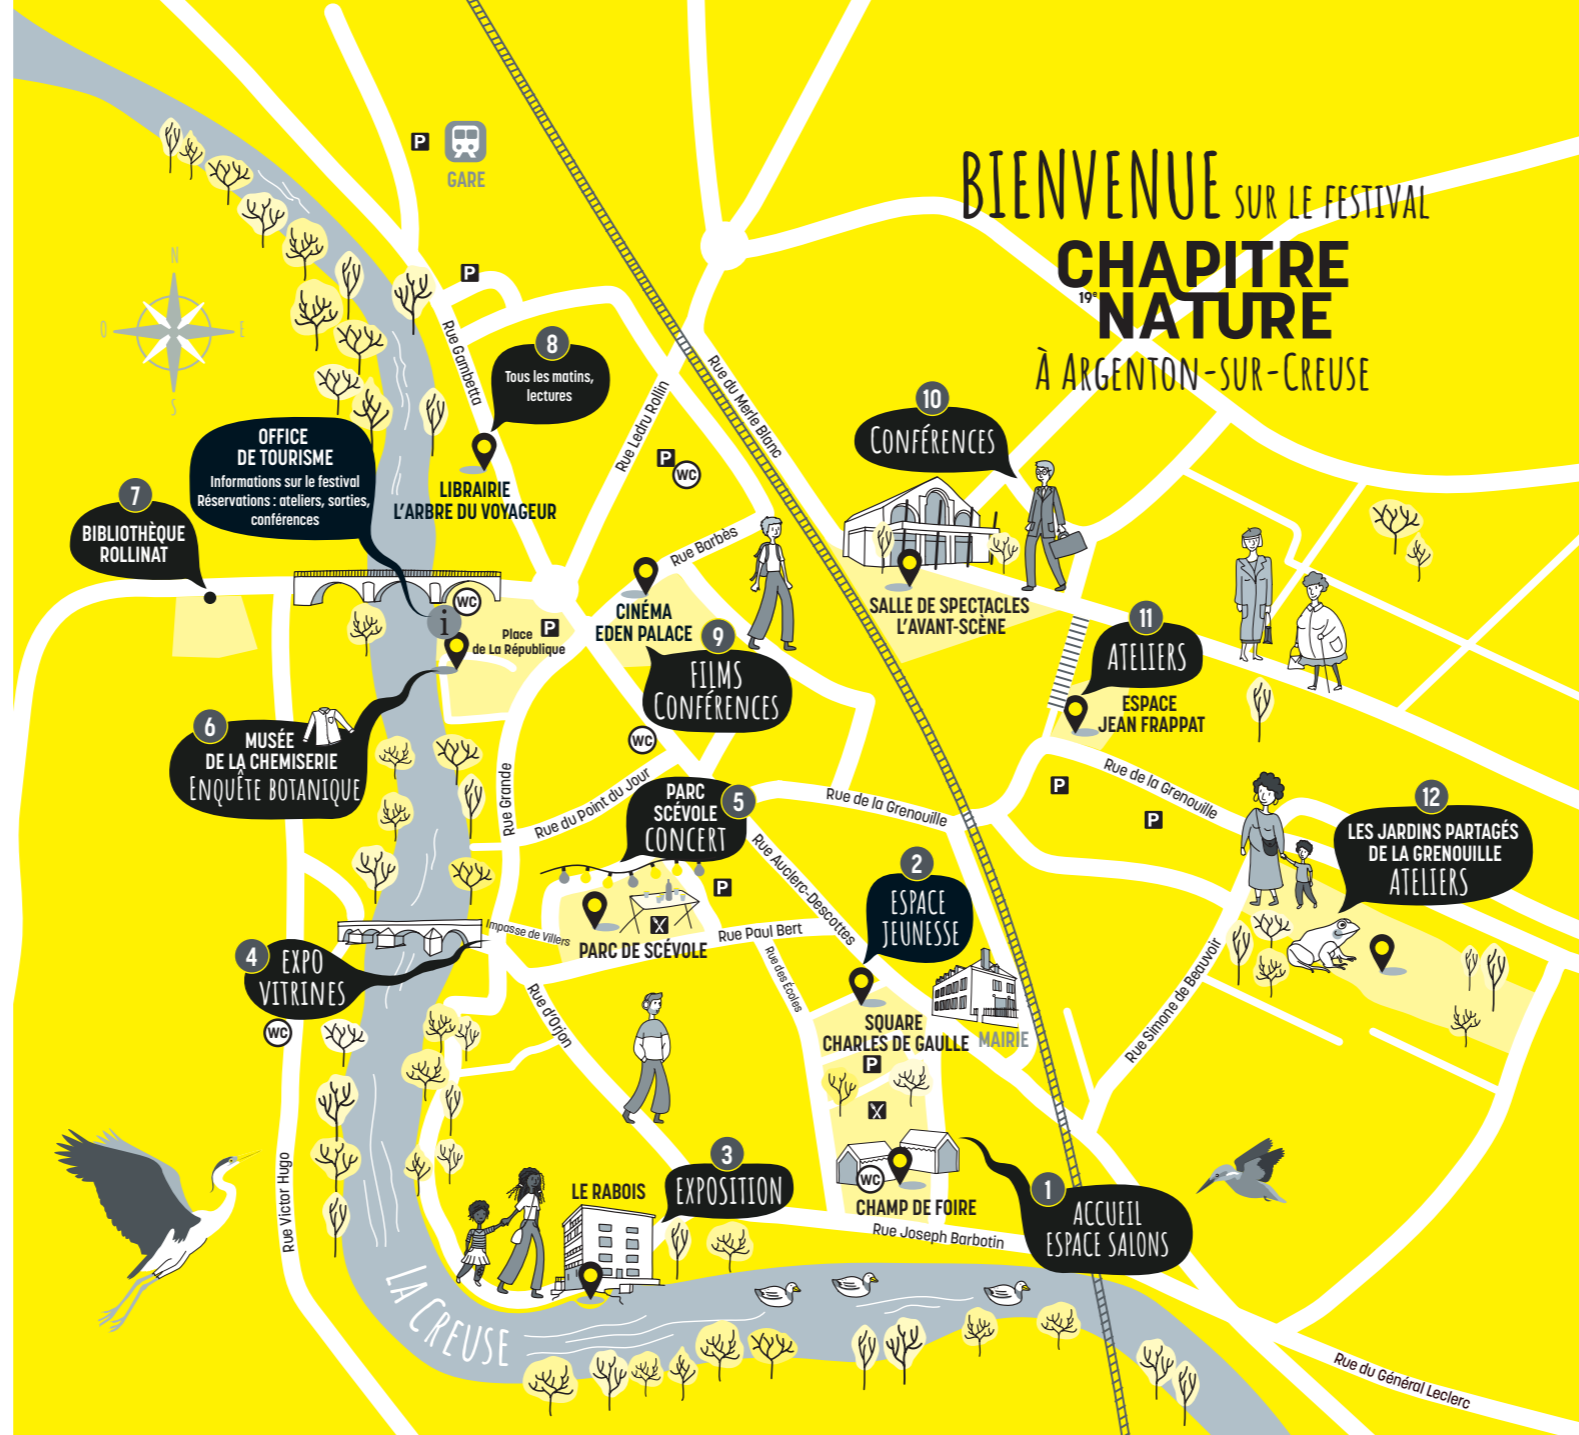 BIENVENUE SUR LE FESTIVAL
CHAPITRE
19e NATURE
À ARGENTON-SUR-CREUSE
P
GARE
N
O
E
S
P
Rue Gambetta
8
Tous les matins,
lectures
Rue Ledru Rollin
Rue du Merle Blanc
10
CONFÉRENCES
OFFICE
DE TOURISME
Informations sur le festival
Réservations : ateliers, sorties,
conférences
LIBRAIRIE
L'ARBRE DU VOYAGEUR
P
WC
7
BIBLIOTHÈQUE
ROLLINAT
Rue Barbès
WC
i
Place
de La République
P
CINÉMA
EDEN PALACE
9
FILMS
CONFÉRENCES
SALLE DE SPECTACLES
L'AVANT-SCÈNE
11
ATELIERS
ESPACE
JEAN FRAPPAT
6
MUSÉE
DE LA CHEMISERIE
ENQUÊTE BOTANIQUE
WC
Rue Grande
Rue du Point du Jour
PARC
SCÉVOLE
CONCERT
5
Rue de la Grenouille
Rue de la Grenouille
P
P
12
LES JARDINS PARTAGÉS
DE LA GRENOUILLE
ATELIERS
Rue Auclerc-Descottes
2
ESPACE
JEUNESSE
P
Impasse de Villers
PARC DE SCÉVOLE
Rue Paul Bert
Rue des Écoles
4
EXPO
VITRINES
WC
Rue d'Orjon
SQUARE
CHARLES DE GAULLE
MAIRIE
P
Rue Simone de Beauvoir
Rue Victor Hugo
3
EXPOSITION
LE RABOIS
WC
CHAMP DE FOIRE
Rue Joseph Barbotin
1
ACCUEIL
ESPACE SALONS
LA CREUSE
Rue du Général Leclerc